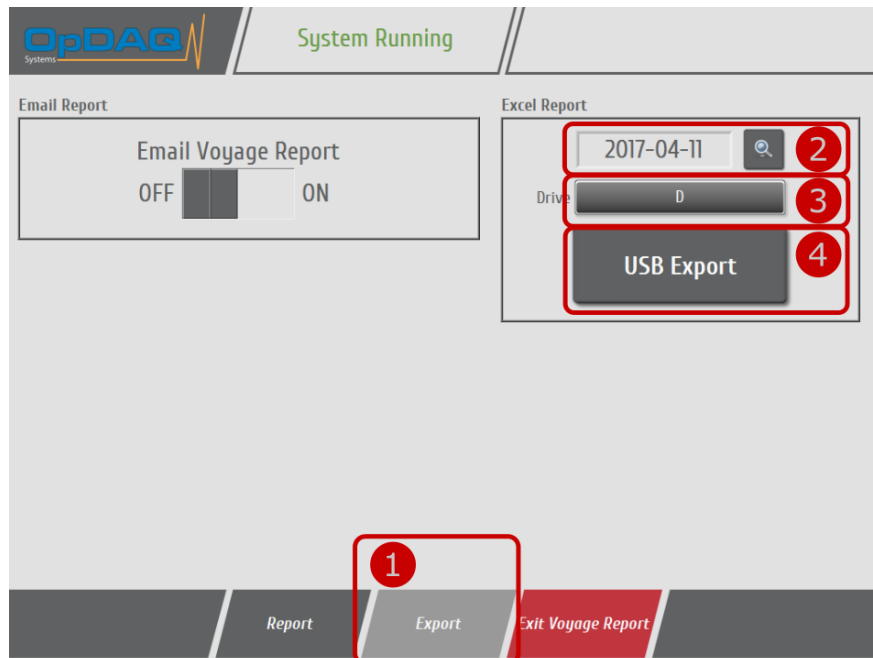 OpDAQ
Systems
System Running
Email Report
Email Voyage Report
OFF ON
Excel Report
2017-04-11
2
Drive
D
3
USB Export
4
1
Report
Export
Exit Voyage Report